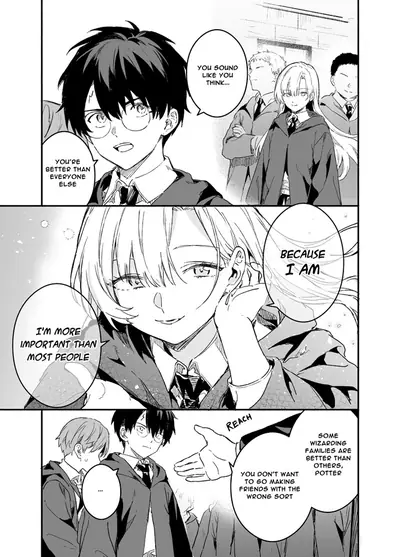 YOU SOUND
LIKE YOU
THINK...
YOU'RE
BETTER THAN
EVERYONE
ELSE
BECAUSE
I AM
I'M MORE
IMPORTANT THAN
MOST PEOPLE
REACH
SOME
WIZARDING
FAMILIES ARE
BETTER THAN
OTHERS,
POTTER
YOU DON'T WANT
TO GO MAKING
FRIENDS WITH THE
WRONG SORT
...